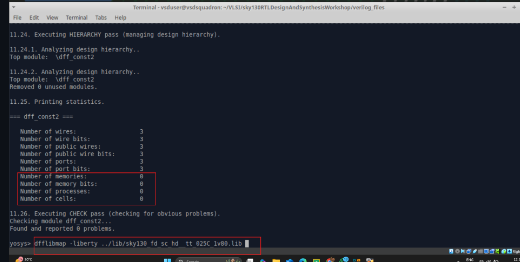 Terminal - vsduser@vsdsquadron: ~/VLSI/sky130RTLDesignAndSynthesisWorkshop/verilog_files
File Edit View Terminal Tabs Help
11.24. Executing HIERARCHY pass (managing design hierarchy).
11.24.1. Analyzing design hierarchy..
Top module:  \dff_const2
11.24.2. Analyzing design hierarchy..
Top module:  \dff_const2
Removed 0 unused modules.
11.25. Printing statistics.
=== dff_const2 ===
Number of wires: 3
Number of wire bits: 3
Number of public wires: 3
Number of public wire bits: 3
Number of ports: 3
Number of port bits: 3
Number of memories: 0
Number of memory bits: 0
Number of processes: 0
Number of cells: 0
11.26. Executing CHECK pass (checking for obvious problems).
Checking module dff_const2...
Found and reported 0 problems.
yosys> dfflibmap -liberty ../lib/sky130_fd_sc_hd__tt_025C_1v80.lib